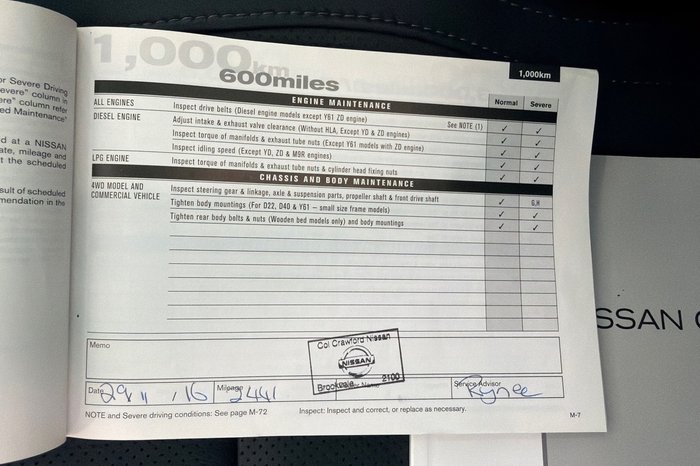 or Severe Driving
evere" column in
ere" column refer
ed Maintenance"
d at a NISSAN
ate, mileage and
t the scheduled
sult of scheduled
mendation in the
1,000km
600miles
1,000km
ENGINE MAINTENANCE
Normal
Severe
ALL ENGINES
Inspect drive belts (Diesel engine models except Y61 ZD engine)
See NOTE (1)
✓
✓
DIESEL ENGINE
Adjust intake & exhaust valve clearance (Without HLA, Except YD & ZD engines)
✓
✓
Inspect torque of manifolds & exhaust tube nuts (Except Y61 models with ZD engine)
✓
✓
Inspect idling speed (Except YD, ZD & M9R engines)
✓
✓
LPG ENGINE
Inspect torque of manifolds & exhaust tube nuts & cylinder head fixing nuts
✓
✓
CHASSIS AND BODY MAINTENANCE
4WD MODEL AND
COMMERCIAL VEHICLE
Inspect steering gear & linkage, axle & suspension parts, propeller shaft & front drive shaft
✓
G,H
Tighten body mountings (For D22, D40 & Y61 – small size frame models)
✓
✓
Tighten rear body bolts & nuts (Wooden bed models only) and body mountings
✓
✓
Memo
Col Crawford Nissan
NISSAN
Brookvale 2100
Date 29 11 /16
Mileage 2441
Service Advisor
NOTE and Severe driving conditions: See page M-72
Inspect: Inspect and correct, or replace as necessary.
M-7
SSAN